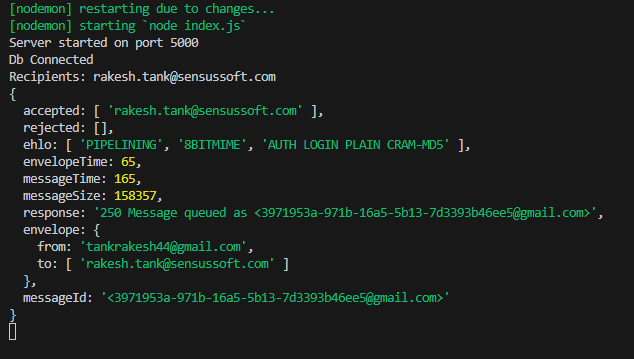 [nodemon] restarting due to changes...
[nodemon] starting `node index.js`
Server started on port 5000
Db Connected
Recipients: rakesh.tank@sensussoft.com
{
  accepted: [ 'rakesh.tank@sensussoft.com' ],
  rejected: [],
  ehlo: [ 'PIPELINING', '8BITMIME', 'AUTH LOGIN PLAIN CRAM-MD5' ],
  envelopeTime: 65,
  messageTime: 165,
  messageSize: 158357,
  response: '250 Message queued as <3971953a-971b-16a5-5b13-7d3393b46ee5@gmail.com>',
  envelope: {
    from: 'tankrakesh44@gmail.com',
    to: [ 'rakesh.tank@sensussoft.com' ]
  },
  messageId: '<3971953a-971b-16a5-5b13-7d3393b46ee5@gmail.com>'
}